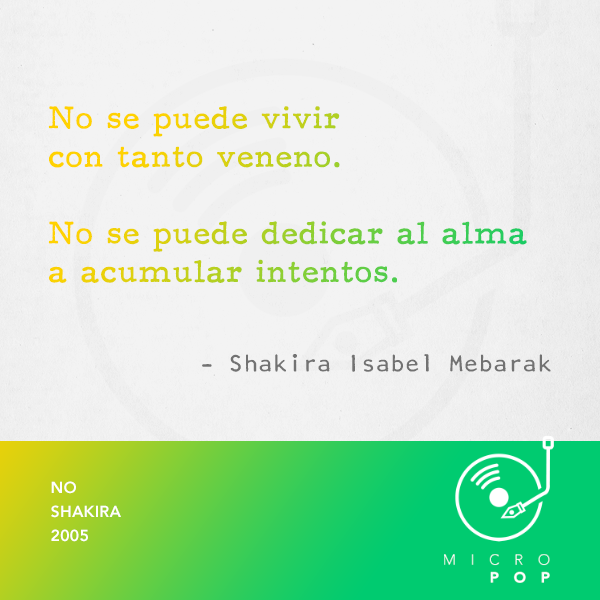 No se puede vivir
con tanto veneno.
No se puede dedicar al alma
a acumular intentos.
- Shakira Isabel Mebarak
NO
SHAKIRA
2005
MICRO
POP